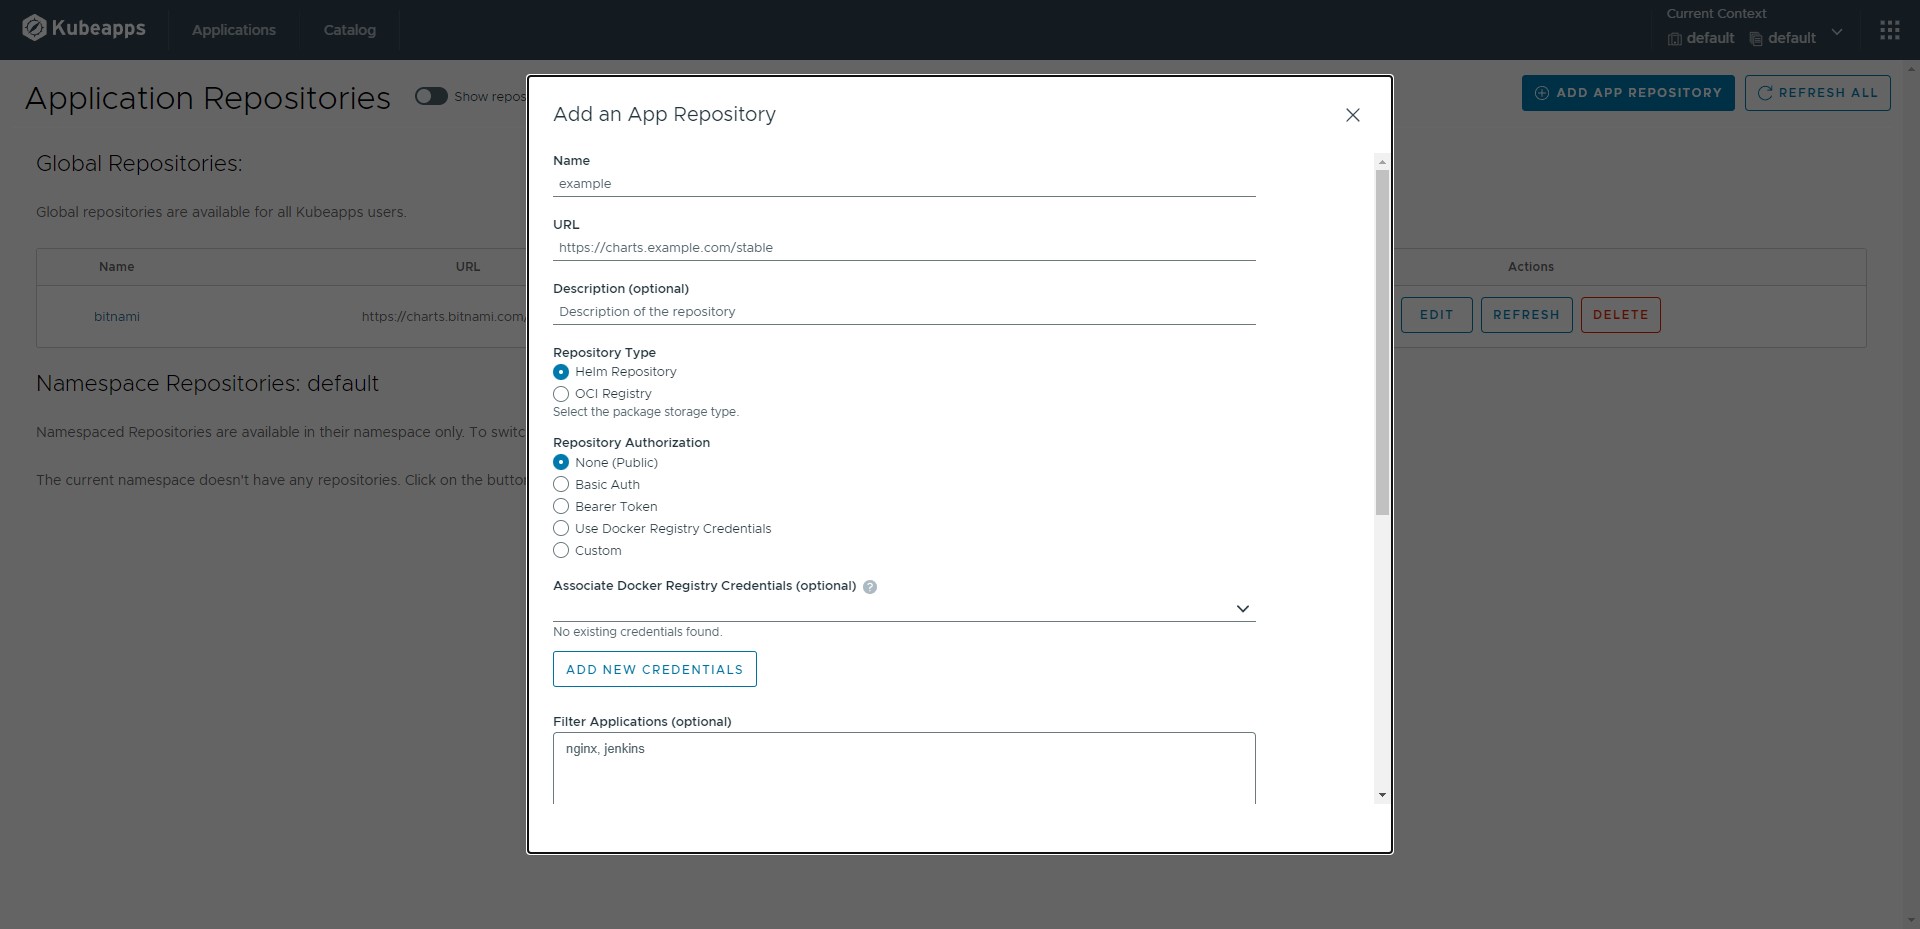 Kubeapps
Applications
Catalog
Current Context
default default
Application Repositories
Show repos
ADD APP REPOSITORY
REFRESH ALL
Global Repositories:
Global repositories are available for all Kubeapps users.
Name URL Actions
bitnami https://charts.bitnami.com/ EDIT REFRESH DELETE
Namespace Repositories: default
Namespaced Repositories are available in their namespace only. To switc
The current namespace doesn't have any repositories. Click on the button
Add an App Repository
Name
example
URL
https://charts.example.com/stable
Description (optional)
Description of the repository
Repository Type
Helm Repository
OCI Registry
Select the package storage type.
Repository Authorization
None (Public)
Basic Auth
Bearer Token
Use Docker Registry Credentials
Custom
Associate Docker Registry Credentials (optional) ?
No existing credentials found.
ADD NEW CREDENTIALS
Filter Applications (optional)
nginx, jenkins